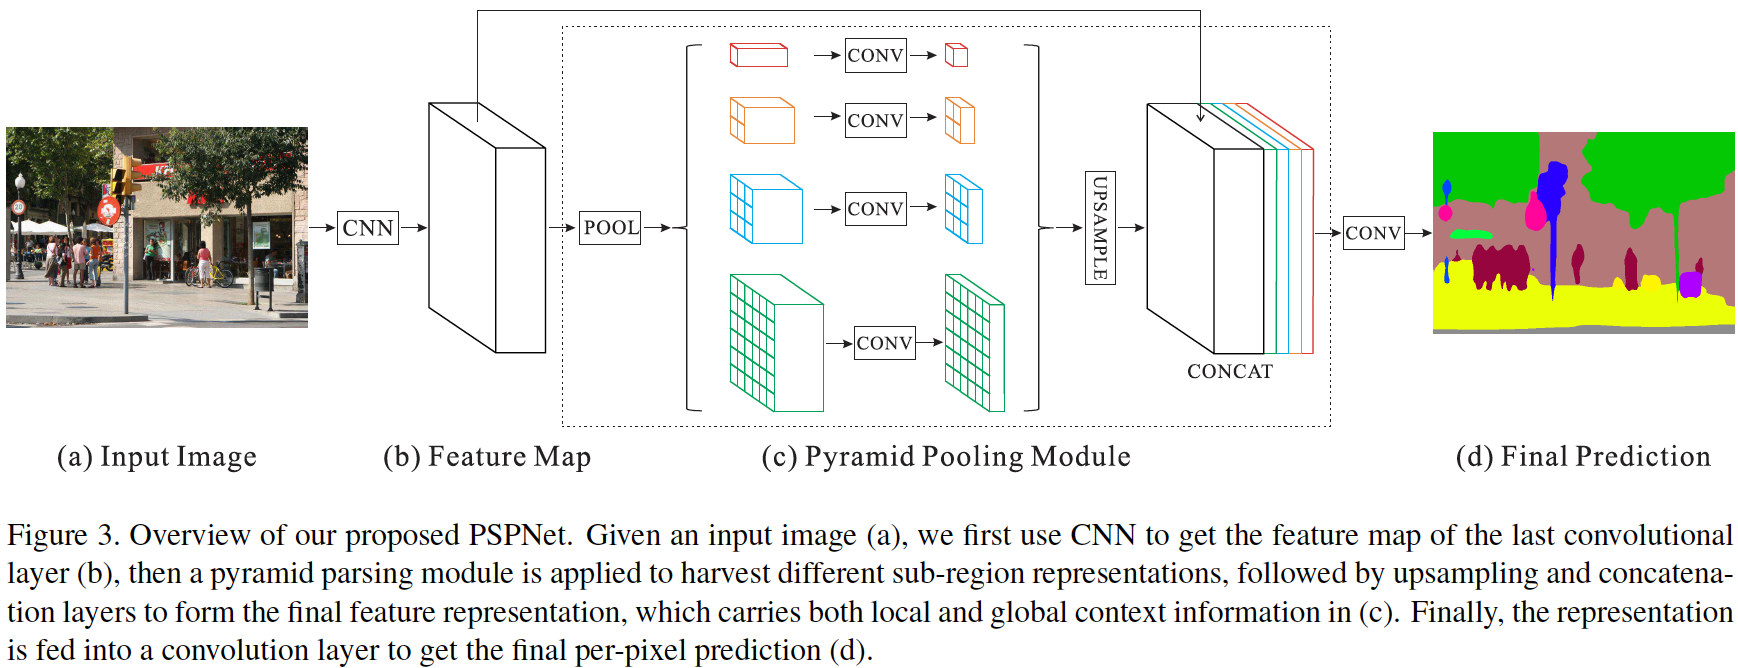 CNN
POOL
CONV
CONV
CONV
CONV
UPSAMPLE
CONCAT
CONV
20
(a) Input Image
(b) Feature Map
(c) Pyramid Pooling Module
(d) Final Prediction
Figure 3. Overview of our proposed PSPNet. Given an input image (a), we first use CNN to get the feature map of the last convolutional
layer (b), then a pyramid parsing module is applied to harvest different sub-region representations, followed by upsampling and concatena-
tion layers to form the final feature representation, which carries both local and global context information in (c). Finally, the representation
is fed into a convolution layer to get the final per-pixel prediction (d).